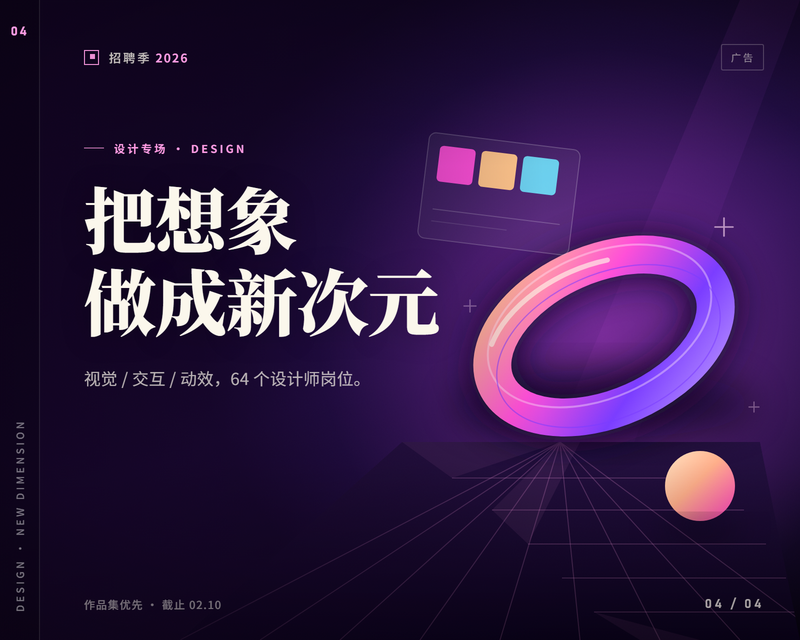 04
招聘季 2026
广告
设计专场 · DESIGN
把想象
做成新次元
视觉 / 交互 / 动效，64 个设计师岗位。
DESIGN · NEW DIMENSION
作品集优先 · 截止 02.10
04 / 04